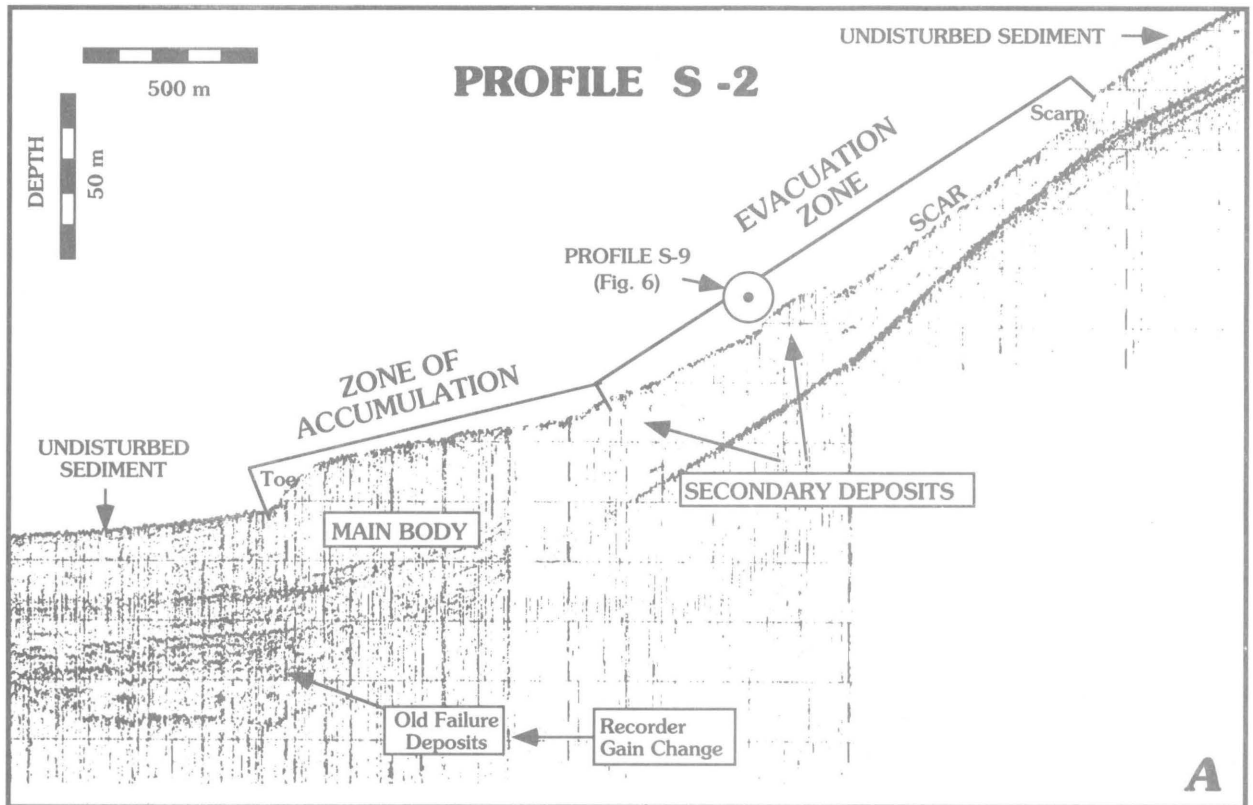 UNDISTURBED SEDIMENT
500 m
PROFILE S -2
DEPTH
50 m
Scarp
EVACUATION
ZONE
SCAR
PROFILE S-9
(Fig. 6)
ZONE OF
ACCUMULATION
UNDISTURBED
SEDIMENT
Toe
SECONDARY DEPOSITS
MAIN BODY
Old Failure
Deposits
Recorder
Gain Change
A